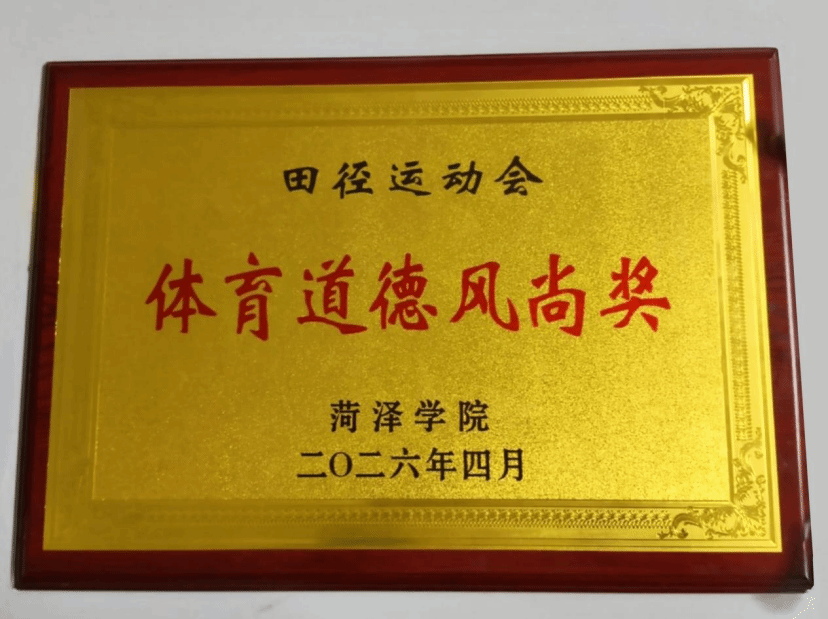 田径运动会
体育道德风尚奖
菏泽学院
二〇二六年四月